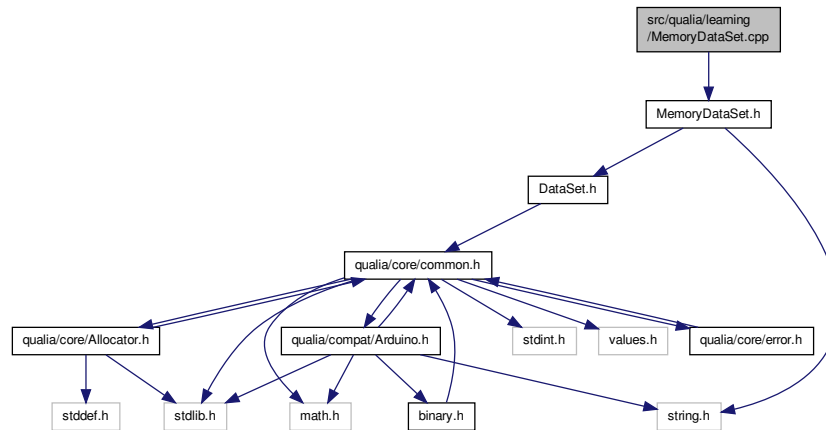 src/qualia/learning
/MemoryDataSet.cpp
MemoryDataSet.h
DataSet.h
qualia/core/common.h
qualia/core/Allocator.h
qualia/compat/Arduino.h
stdint.h
values.h
qualia/core/error.h
stddef.h
stdlib.h
math.h
binary.h
string.h